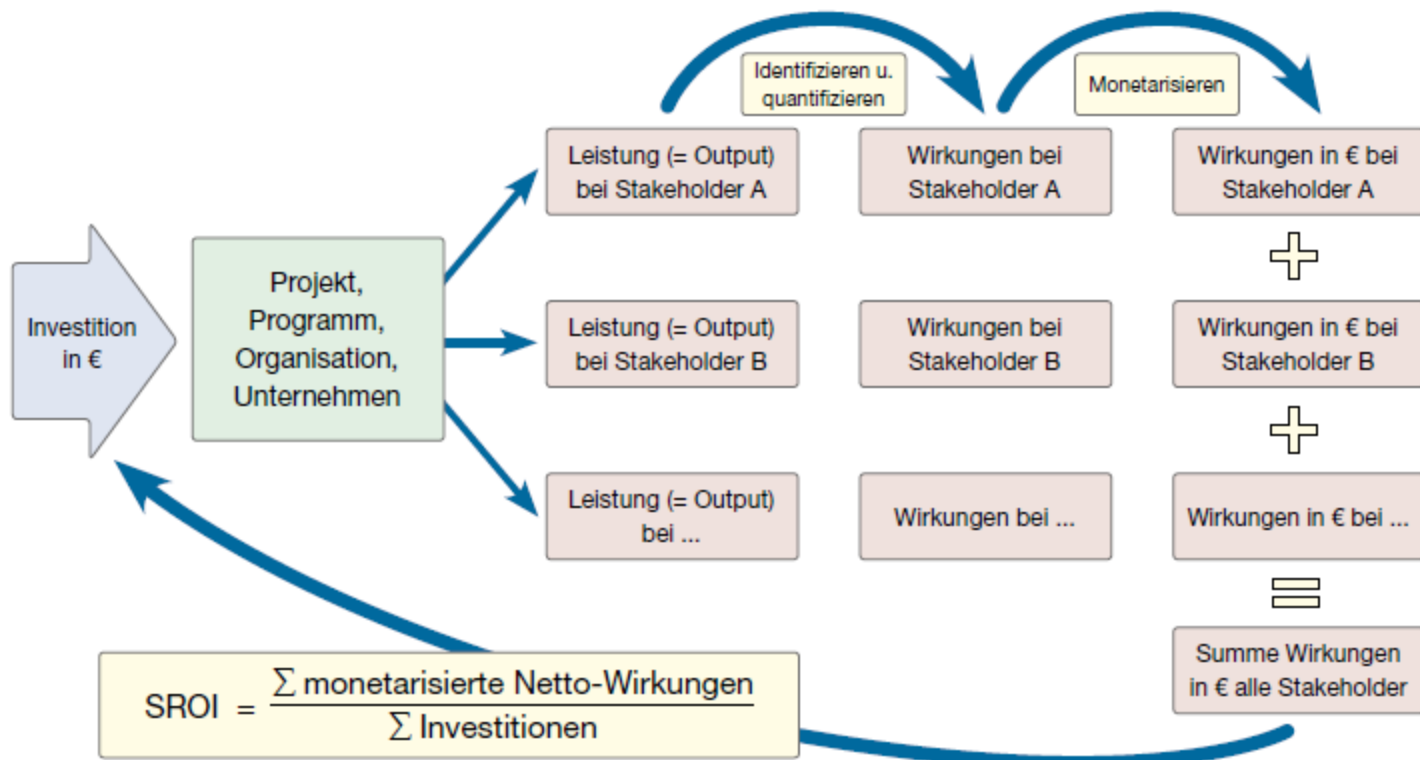 Identifizieren u.
quantifizieren
Monetarisieren
Leistung (= Output)
bei Stakeholder A
Wirkungen bei
Stakeholder A
Wirkungen in € bei
Stakeholder A
Investition
in €
Projekt,
Programm,
Organisation,
Unternehmen
Leistung (= Output)
bei Stakeholder B
Wirkungen bei
Stakeholder B
Wirkungen in € bei
Stakeholder B
Leistung (= Output)
bei ...
Wirkungen bei ...
Wirkungen in € bei ...
Summe Wirkungen
in € alle Stakeholder
SROI =
∑ monetarisierte Netto-Wirkungen
∑ Investitionen